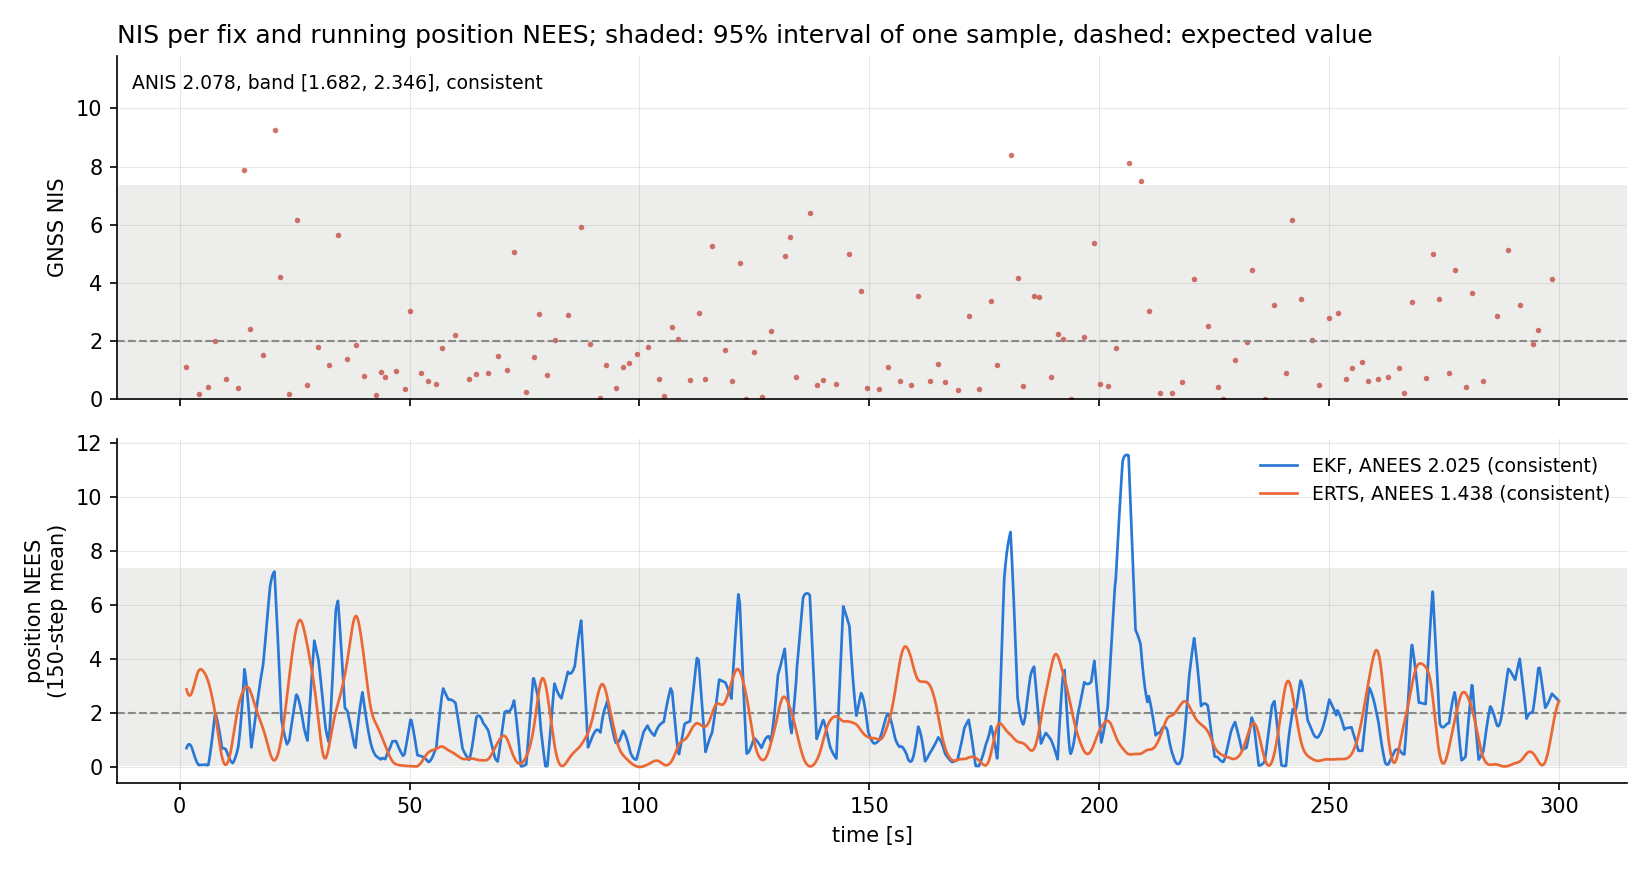 NIS per fix and running position NEES; shaded: 95% interval of one sample, dashed: expected value
ANIS 2.078, band [1.682, 2.346], consistent
GNSS NIS
10
8
6
4
2
0
EKF, ANEES 2.025 (consistent)
ERTS, ANEES 1.438 (consistent)
position NEES
(150-step mean)
12
10
8
6
4
2
0
0 50 100 150 200 250 300
time [s]